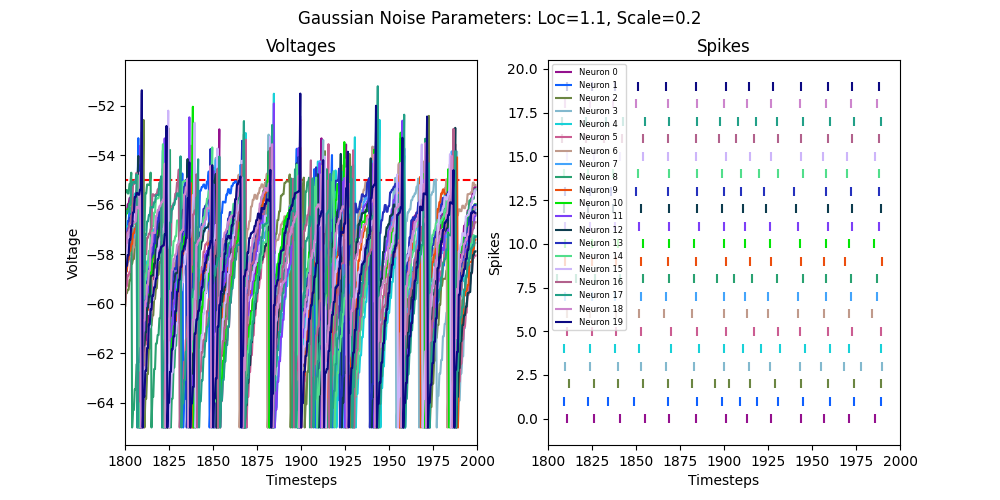 Gaussian Noise Parameters: Loc=1.1, Scale=0.2
Voltages
Voltage
−52
−54
−56
−58
−60
−62
−64
1800 1825 1850 1875 1900 1925 1950 1975 2000
Timesteps
Spikes
Spikes
20.0
17.5
15.0
12.5
10.0
7.5
5.0
2.5
0.0
Neuron 0
Neuron 1
Neuron 2
Neuron 3
Neuron 4
Neuron 5
Neuron 6
Neuron 7
Neuron 8
Neuron 9
Neuron 10
Neuron 11
Neuron 12
Neuron 13
Neuron 14
Neuron 15
Neuron 16
Neuron 17
Neuron 18
Neuron 19
1800 1825 1850 1875 1900 1925 1950 1975 2000
Timesteps